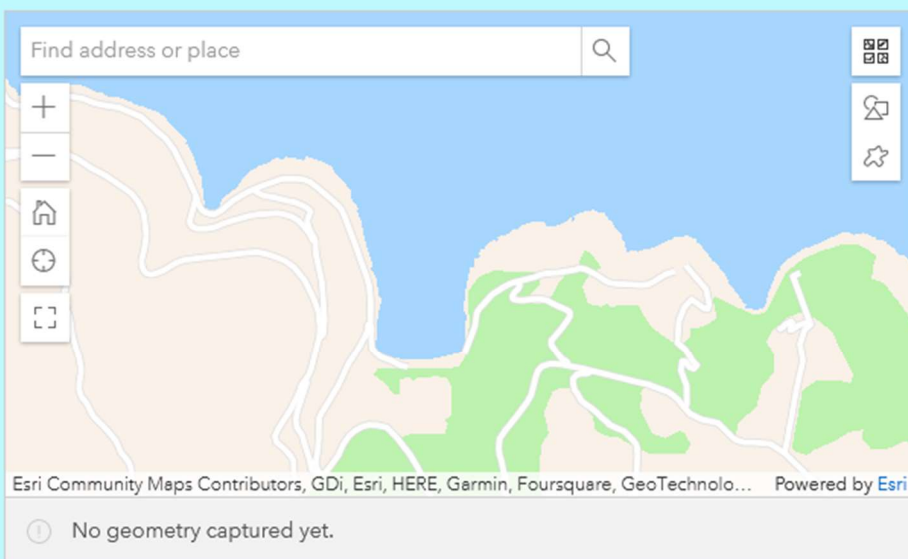 Find address or place
Esri Community Maps Contributors, GDi, Esri, HERE, Garmin, Foursquare, GeoTechnolo... Powered by Esri
No geometry captured yet.